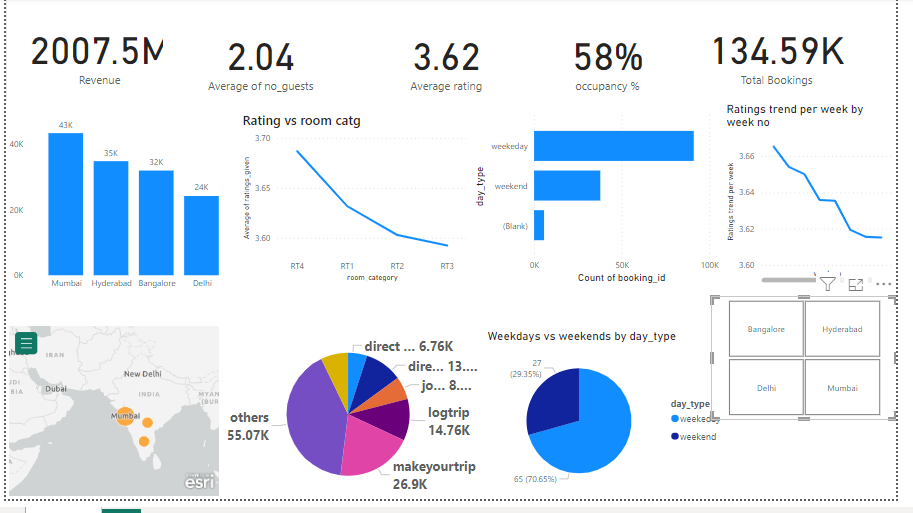 2007.5M
Revenue
2.04
Average of no_guests
3.62
Average rating
58%
occupancy %
134.59K
Total Bookings
40K
20K
0K
43K
35K
32K
24K
Mumbai
Hyderabad
Bangalore
Delhi
Rating vs room catg
Average of ratings_given
3.70
3.65
3.60
RT4
RT1
RT2
RT3
room_category
day_type
weekeday
weekend
(Blank)
0K
50K
100K
Count of booking_id
Ratings trend per week by
week no
Ratings trend per week
3.66
3.64
3.62
3.60
Bangalore
Hyderabad
Delhi
Mumbai
IRAN
New Delhi
Dubai
INDIA
Mumbai
esri
direct ... 6.76K
dire... 13....
jo... 8....
logtrip
14.76K
makeyourtrip
26.9K
others
55.07K
Weekdays vs weekends by day_type
27
(29.35%)
65 (70.65%)
day_type
weekeday
weekend